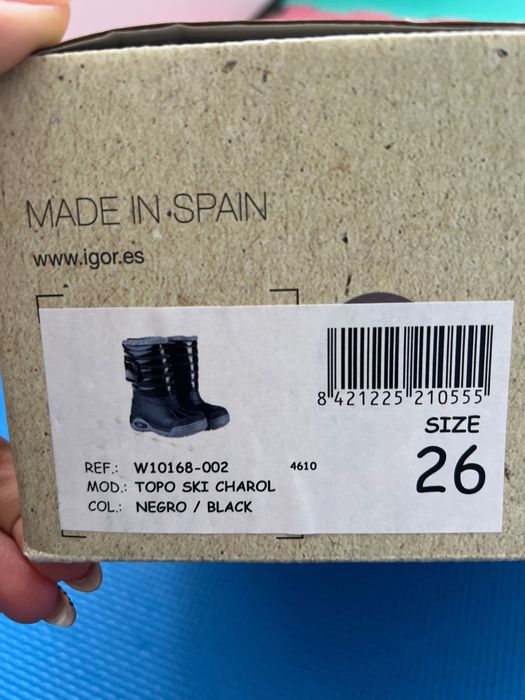 MADE IN SPAIN
www.igor.es
8 421225 210555
SIZE
26
REF.: W10168-002 4610
MOD.: TOPO SKI CHAROL
COL.: NEGRO / BLACK